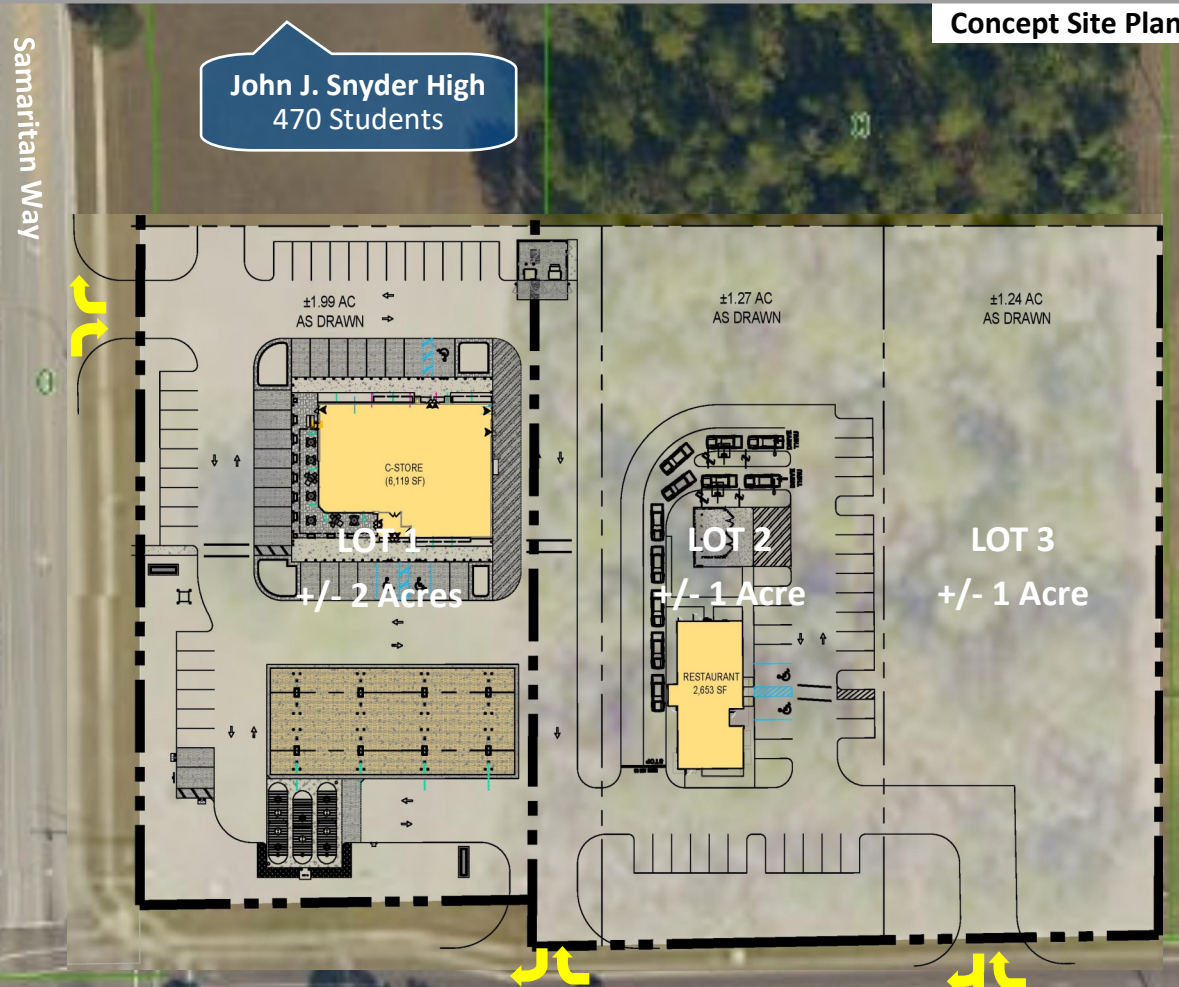 Concept Site Plan
Samaritan Way
John J. Snyder High
470 Students
±1.99 AC
AS DRAWN
±1.27 AC
AS DRAWN
±1.24 AC
AS DRAWN
C-STORE
(6,119 SF)
LOT 1
+/- 2 Acres
LOT 2
+/- 1 Acre
LOT 3
+/- 1 Acre
RESTAURANT
2,653 SF
STOP